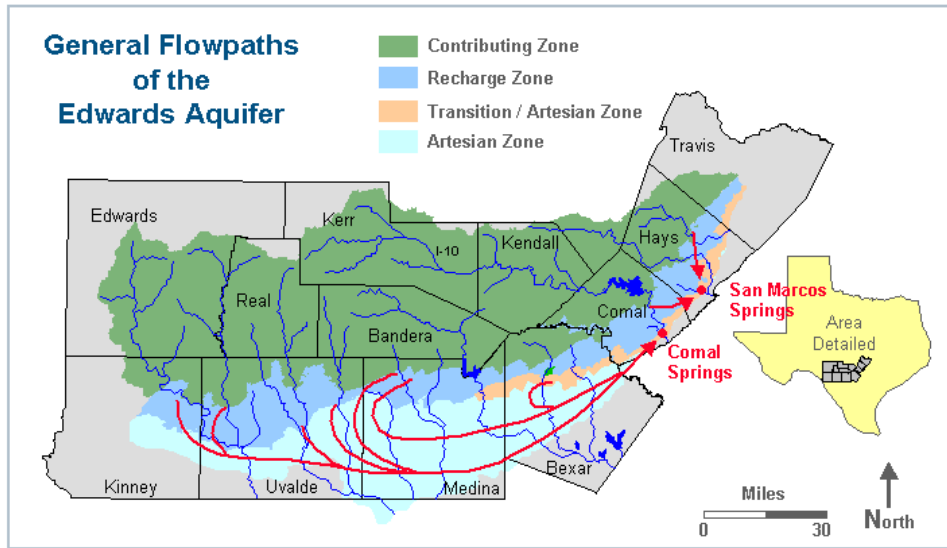 General Flowpaths
of the
Edwards Aquifer
Contributing Zone
Recharge Zone
Transition / Artesian Zone
Artesian Zone
Travis
Edwards
Kerr
I-10
Kendall
Hays
Real
Bandera
Comal
San Marcos
Springs
Comal
Springs
Area
Detailed
Kinney
Uvalde
Medina
Bexar
Miles
0 30
North